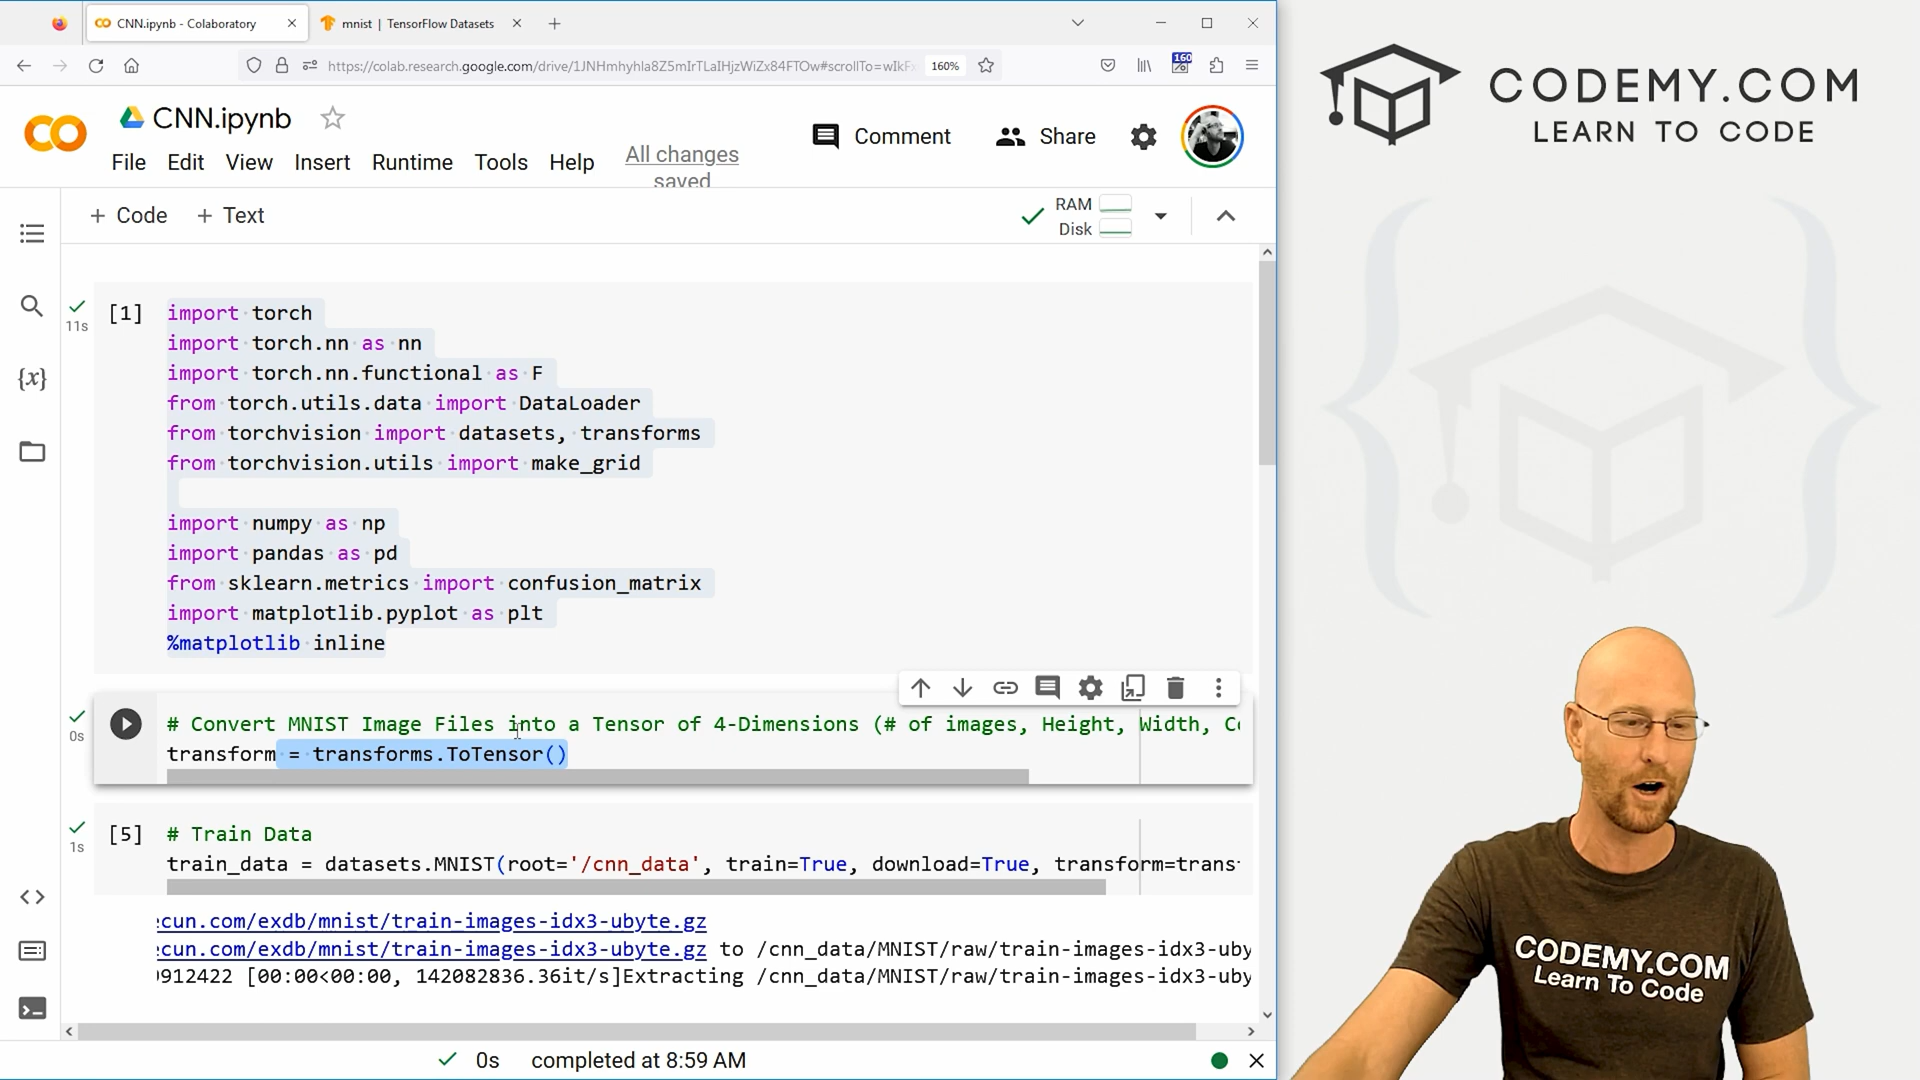 CNN.ipynb - Colaboratory
mnist | TensorFlow Datasets
https://colab.research.google.com/drive/1JNHmhyhla8Z5mIrTLaIHjzWiZx84FTOw#scrollTo=wIkFx
160%
160
CODEMY.COM
LEARN TO CODE
CNN.ipynb
Comment
Share
File Edit View Insert Runtime Tools Help
All changes
saved
+ Code + Text
RAM
Disk
11s
[1]
import torch
import torch.nn as nn
import torch.nn.functional as F
from torch.utils.data import DataLoader
from torchvision import datasets, transforms
from torchvision.utils import make_grid
import numpy as np
import pandas as pd
from sklearn.metrics import confusion_matrix
import matplotlib.pyplot as plt
%matplotlib inline
0s
# Convert MNIST Image Files into a Tensor of 4-Dimensions (# of images, Height, Width, Co
transform = transforms.ToTensor()
1s
[5]
# Train Data
train_data = datasets.MNIST(root='/cnn_data', train=True, download=True, transform=trans
ecun.com/exdb/mnist/train-images-idx3-ubyte.gz
ecun.com/exdb/mnist/train-images-idx3-ubyte.gz to /cnn_data/MNIST/raw/train-images-idx3-uby
9912422 [00:00<00:00, 142082836.36it/s]Extracting /cnn_data/MNIST/raw/train-images-idx3-uby
0s completed at 8:59 AM
CODEMY.COM
Learn To Code